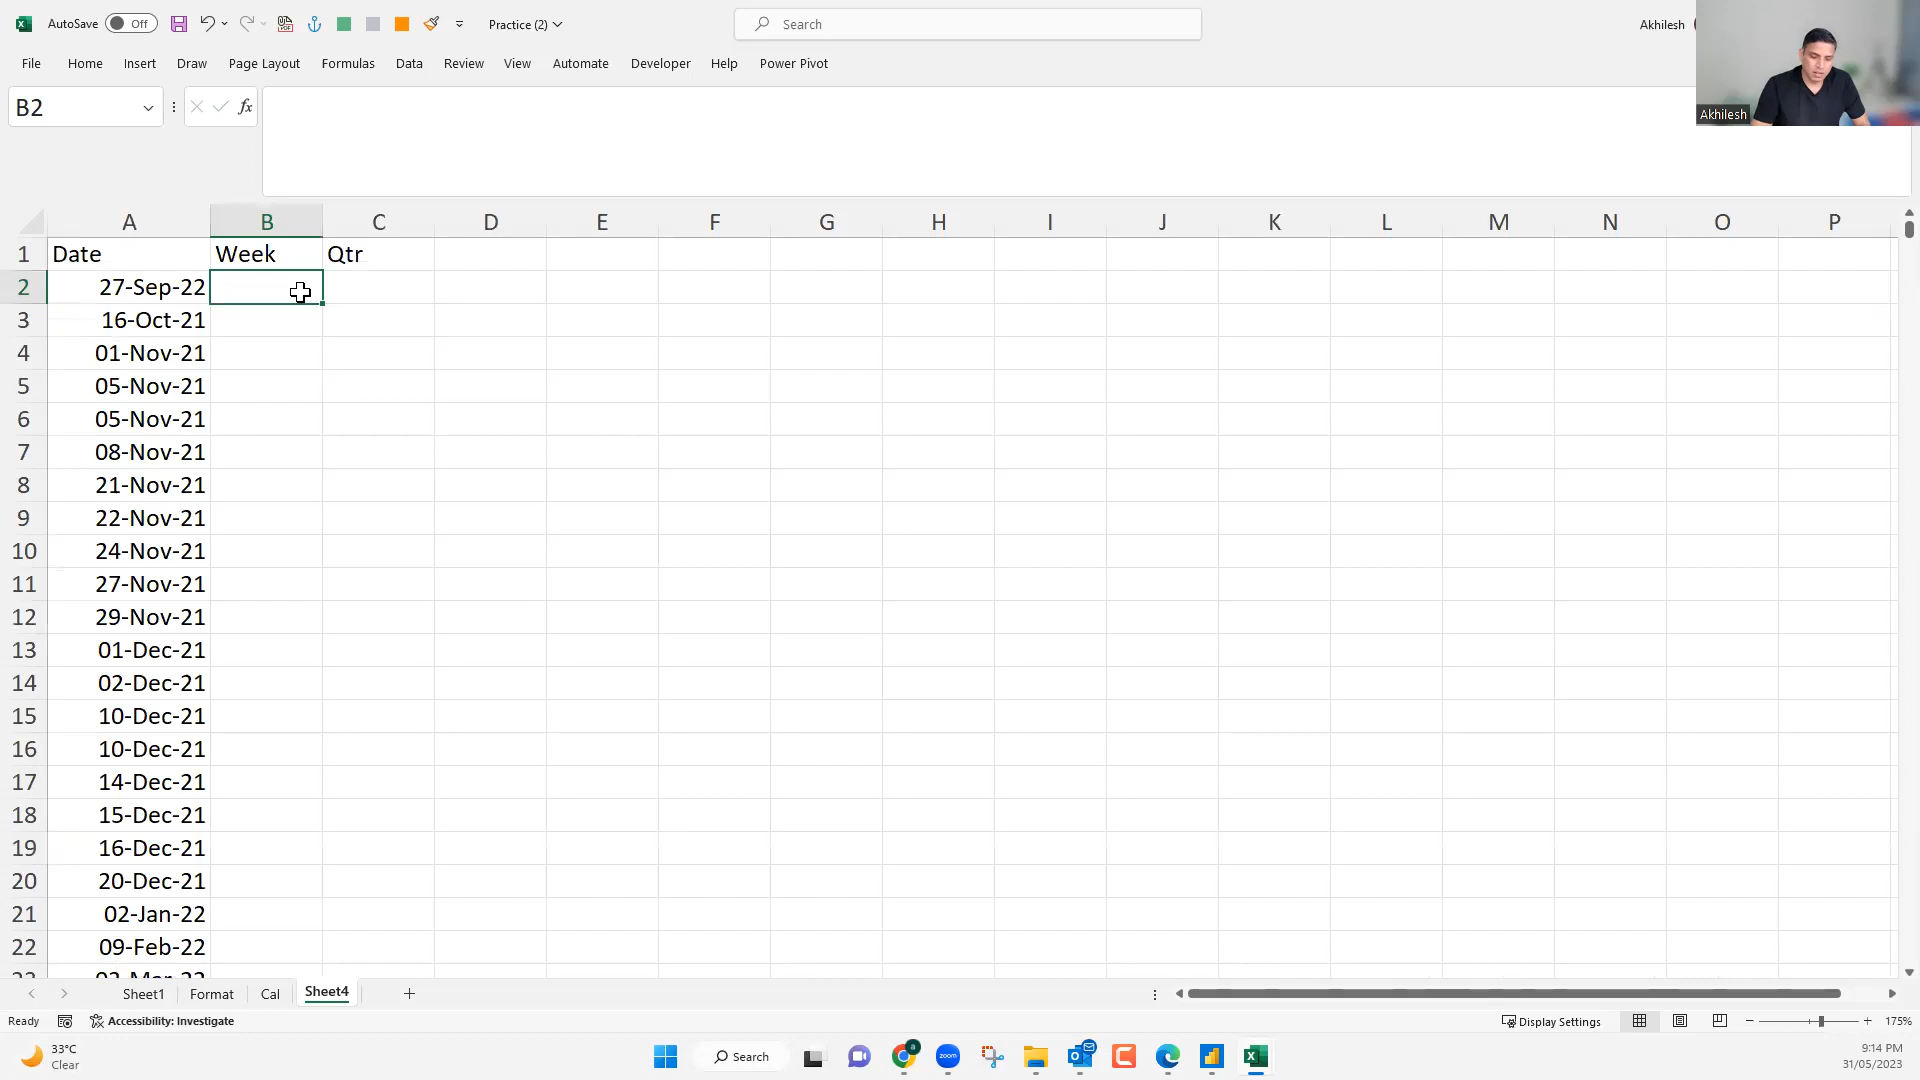 AutoSave Off Practice (2) Search Akhilesh
File Home Insert Draw Page Layout Formulas Data Review View Automate Developer Help Power Pivot
Akhilesh
B2 fx
A B C D E F G H I J K L M N O P
1 Date Week Qtr
2 27-Sep-22
3 16-Oct-21
4 01-Nov-21
5 05-Nov-21
6 05-Nov-21
7 08-Nov-21
8 21-Nov-21
9 22-Nov-21
10 24-Nov-21
11 27-Nov-21
12 29-Nov-21
13 01-Dec-21
14 02-Dec-21
15 10-Dec-21
16 10-Dec-21
17 14-Dec-21
18 15-Dec-21
19 16-Dec-21
20 20-Dec-21
21 02-Jan-22
22 09-Feb-22
Sheet1 Format Cal Sheet4
Ready Accessibility: Investigate Display Settings 175%
33°C
Clear
Search
zoom
9:14 PM
31/05/2023